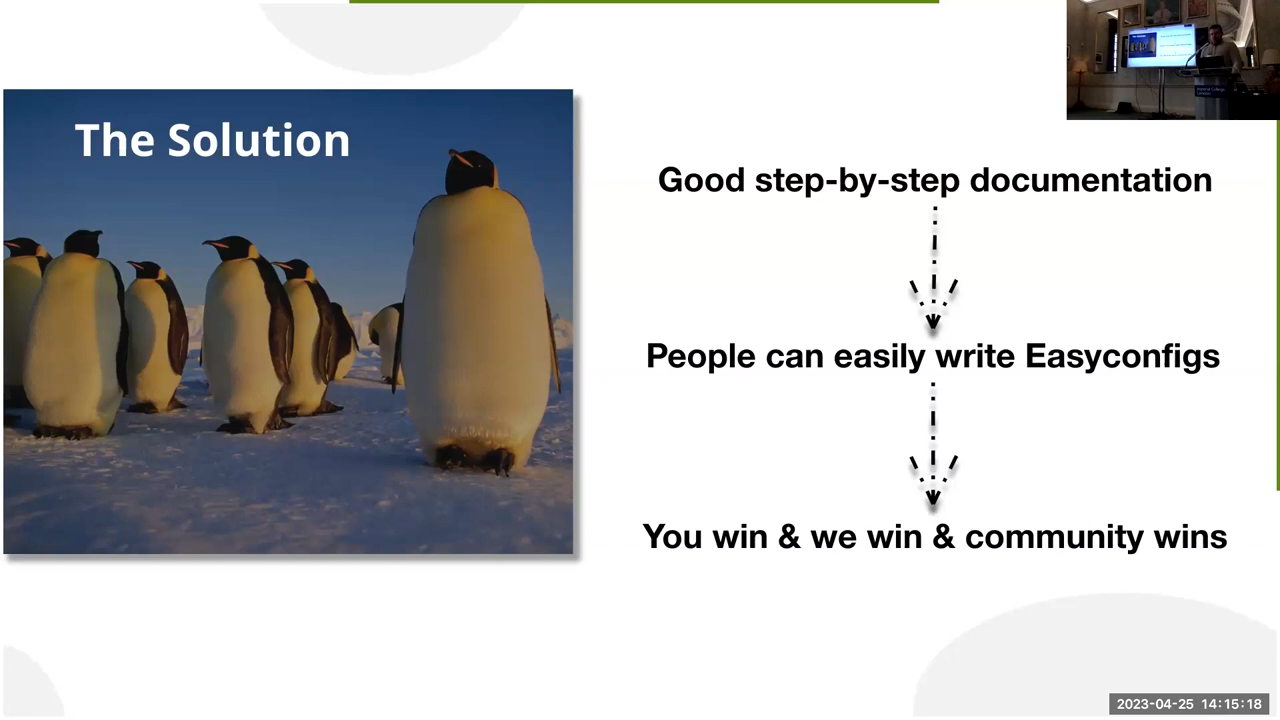 The Solution
Good step-by-step documentation
People can easily write Easyconfigs
You win & we win & community wins
2023-04-25 14:15:18